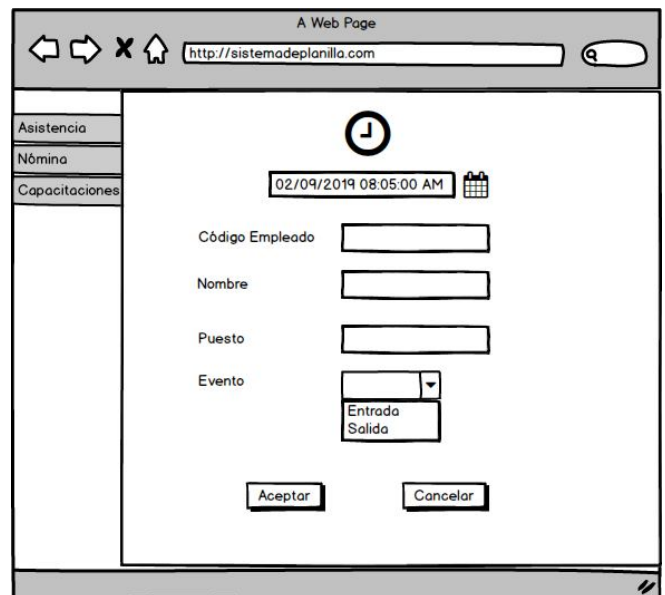 A Web Page
http://sistemadeplanilla.com
Asistencia
Nómina
Capacitaciones
02/09/2019 08:05:00 AM
Código Empleado
Nombre
Puesto
Evento
Entrada
Salida
Aceptar
Cancelar